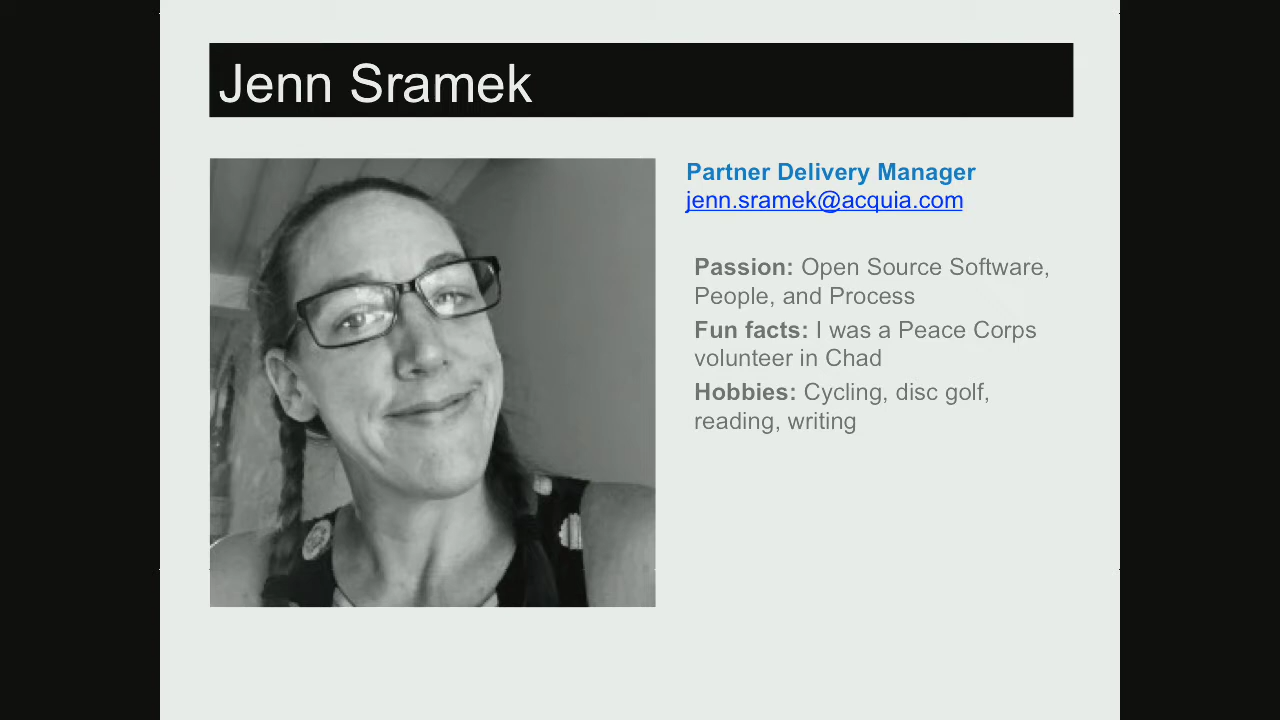 Jenn Sramek
Partner Delivery Manager
jenn.sramek@acquia.com
Passion: Open Source Software,
People, and Process
Fun facts: I was a Peace Corps
volunteer in Chad
Hobbies: Cycling, disc golf,
reading, writing